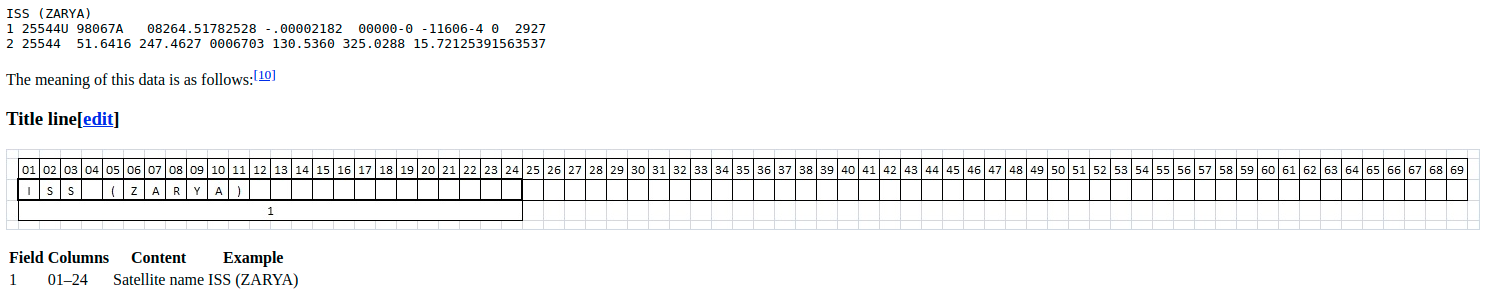 ISS (ZARYA)
1 25544U 98067A   08264.51782528 -.00002182  00000-0 -11606-4 0  2927
2 25544  51.6416 247.4627 0006703 130.5360 325.0288 15.72125391563537
The meaning of this data is as follows:[10]
Title line[edit]
01 02 03 04 05 06 07 08 09 10 11 12 13 14 15 16 17 18 19 20 21 22 23 24 25 26 27 28 29 30 31 32 33 34 35 36 37 38 39 40 41 42 43 44 45 46 47 48 49 50 51 52 53 54 55 56 57 58 59 60 61 62 63 64 65 66 67 68 69
I S S ( Z A R Y A )
1
Field Columns Content Example
1 01–24 Satellite name ISS (ZARYA)